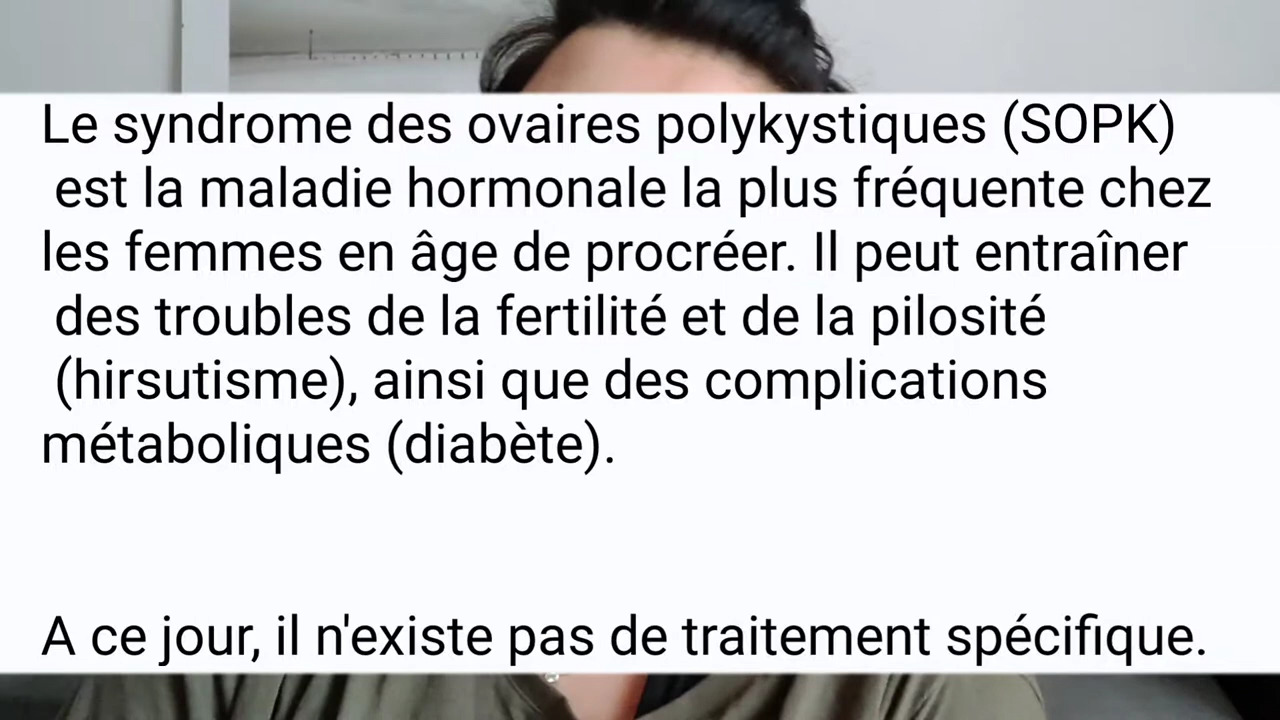 Le syndrome des ovaires polykystiques (SOPK)
est la maladie hormonale la plus fréquente chez
les femmes en âge de procréer. Il peut entraîner
des troubles de la fertilité et de la pilosité
(hirsutisme), ainsi que des complications
métaboliques (diabète).
A ce jour, il n'existe pas de traitement spécifique.